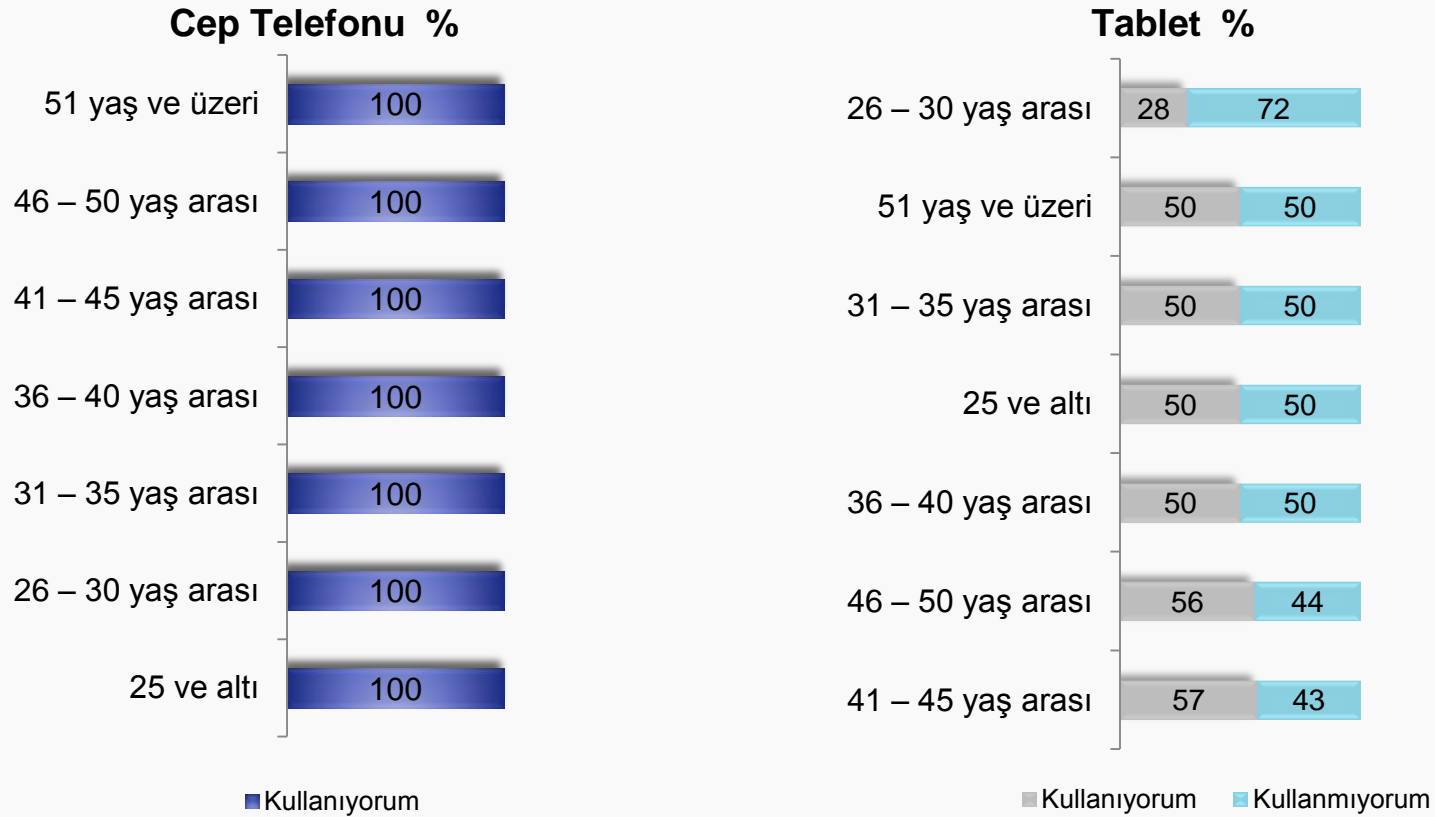 Cep Telefonu %
51 yaş ve üzeri 100
46 – 50 yaş arası 100
41 – 45 yaş arası 100
36 – 40 yaş arası 100
31 – 35 yaş arası 100
26 – 30 yaş arası 100
25 ve altı 100
Kullanıyorum
Tablet %
26 – 30 yaş arası 28 72
51 yaş ve üzeri 50 50
31 – 35 yaş arası 50 50
25 ve altı 50 50
36 – 40 yaş arası 50 50
46 – 50 yaş arası 56 44
41 – 45 yaş arası 57 43
Kullanıyorum Kullanmıyorum